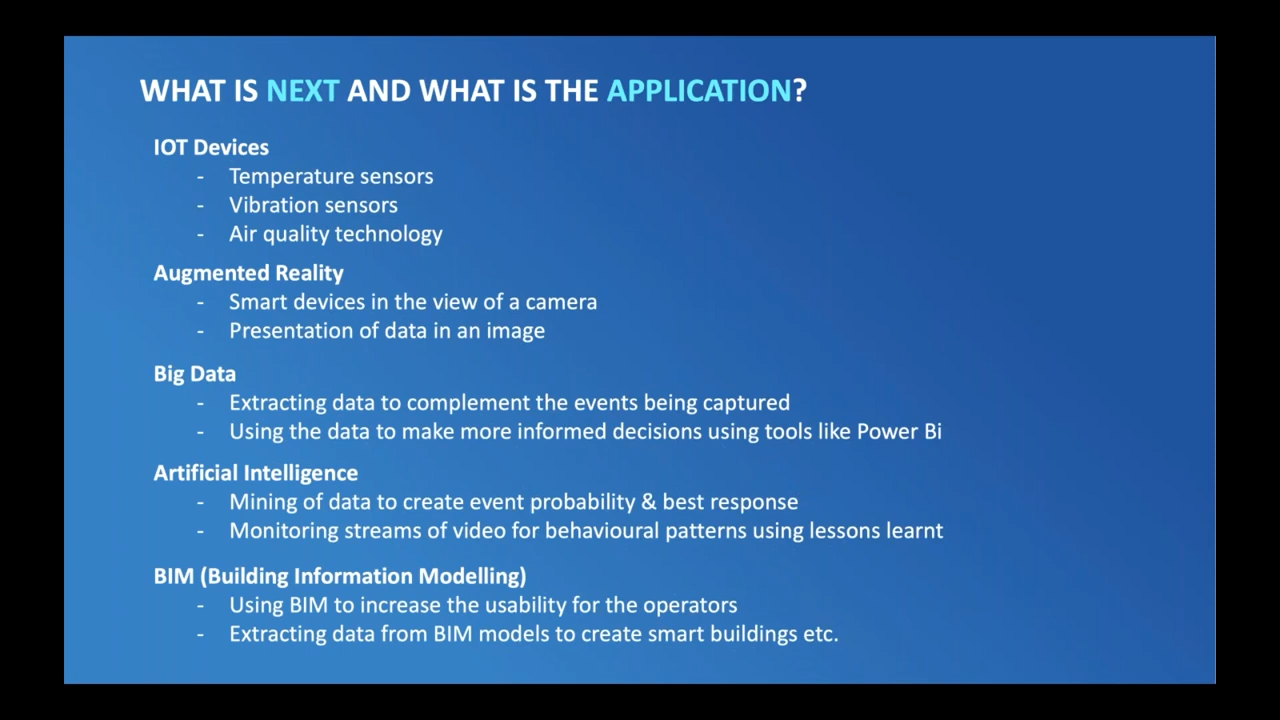 WHAT IS NEXT AND WHAT IS THE APPLICATION?
IOT Devices
- Temperature sensors
- Vibration sensors
- Air quality technology
Augmented Reality
- Smart devices in the view of a camera
- Presentation of data in an image
Big Data
- Extracting data to complement the events being captured
- Using the data to make more informed decisions using tools like Power Bi
Artificial Intelligence
- Mining of data to create event probability & best response
- Monitoring streams of video for behavioural patterns using lessons learnt
BIM (Building Information Modelling)
- Using BIM to increase the usability for the operators
- Extracting data from BIM models to create smart buildings etc.